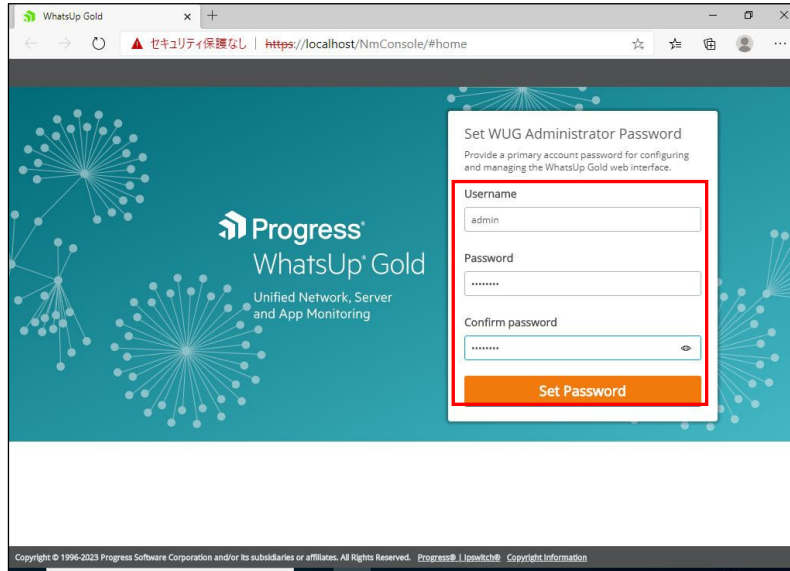 WhatsUp Gold
セキュリティ保護なし | https://localhost/NmConsole/#home
Progress®
WhatsUp® Gold
Unified Network, Server
and App Monitoring
Set WUG Administrator Password
Provide a primary account password for configuring
and managing the WhatsUp Gold web interface.
Username
admin
Password
••••••••
Confirm password
••••••••
Set Password
Copyright © 1996-2023 Progress Software Corporation and/or its subsidiaries or affiliates. All Rights Reserved. Progress® | Ipswitch® Copyright Information